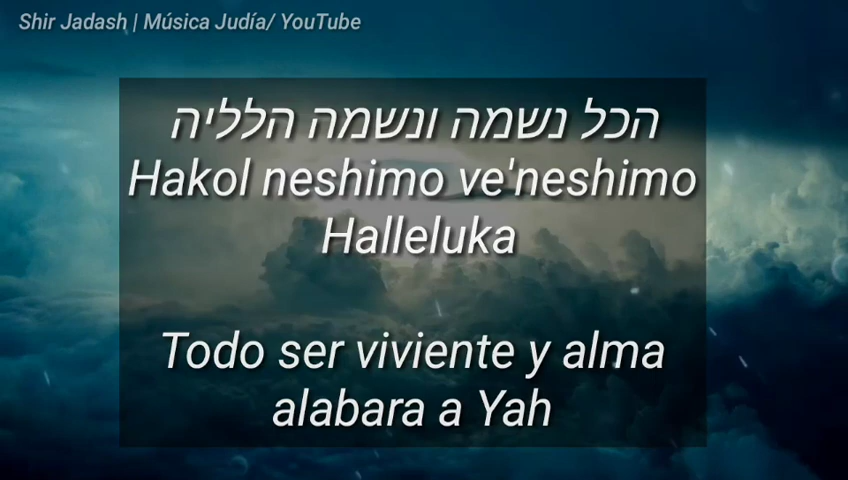 Shir Jadash | Música Judía/ YouTube
הכל נשמה ונשמה הלליה
Hakol neshimo ve'neshimo
Halleluka
Todo ser viviente y alma
alabara a Yah